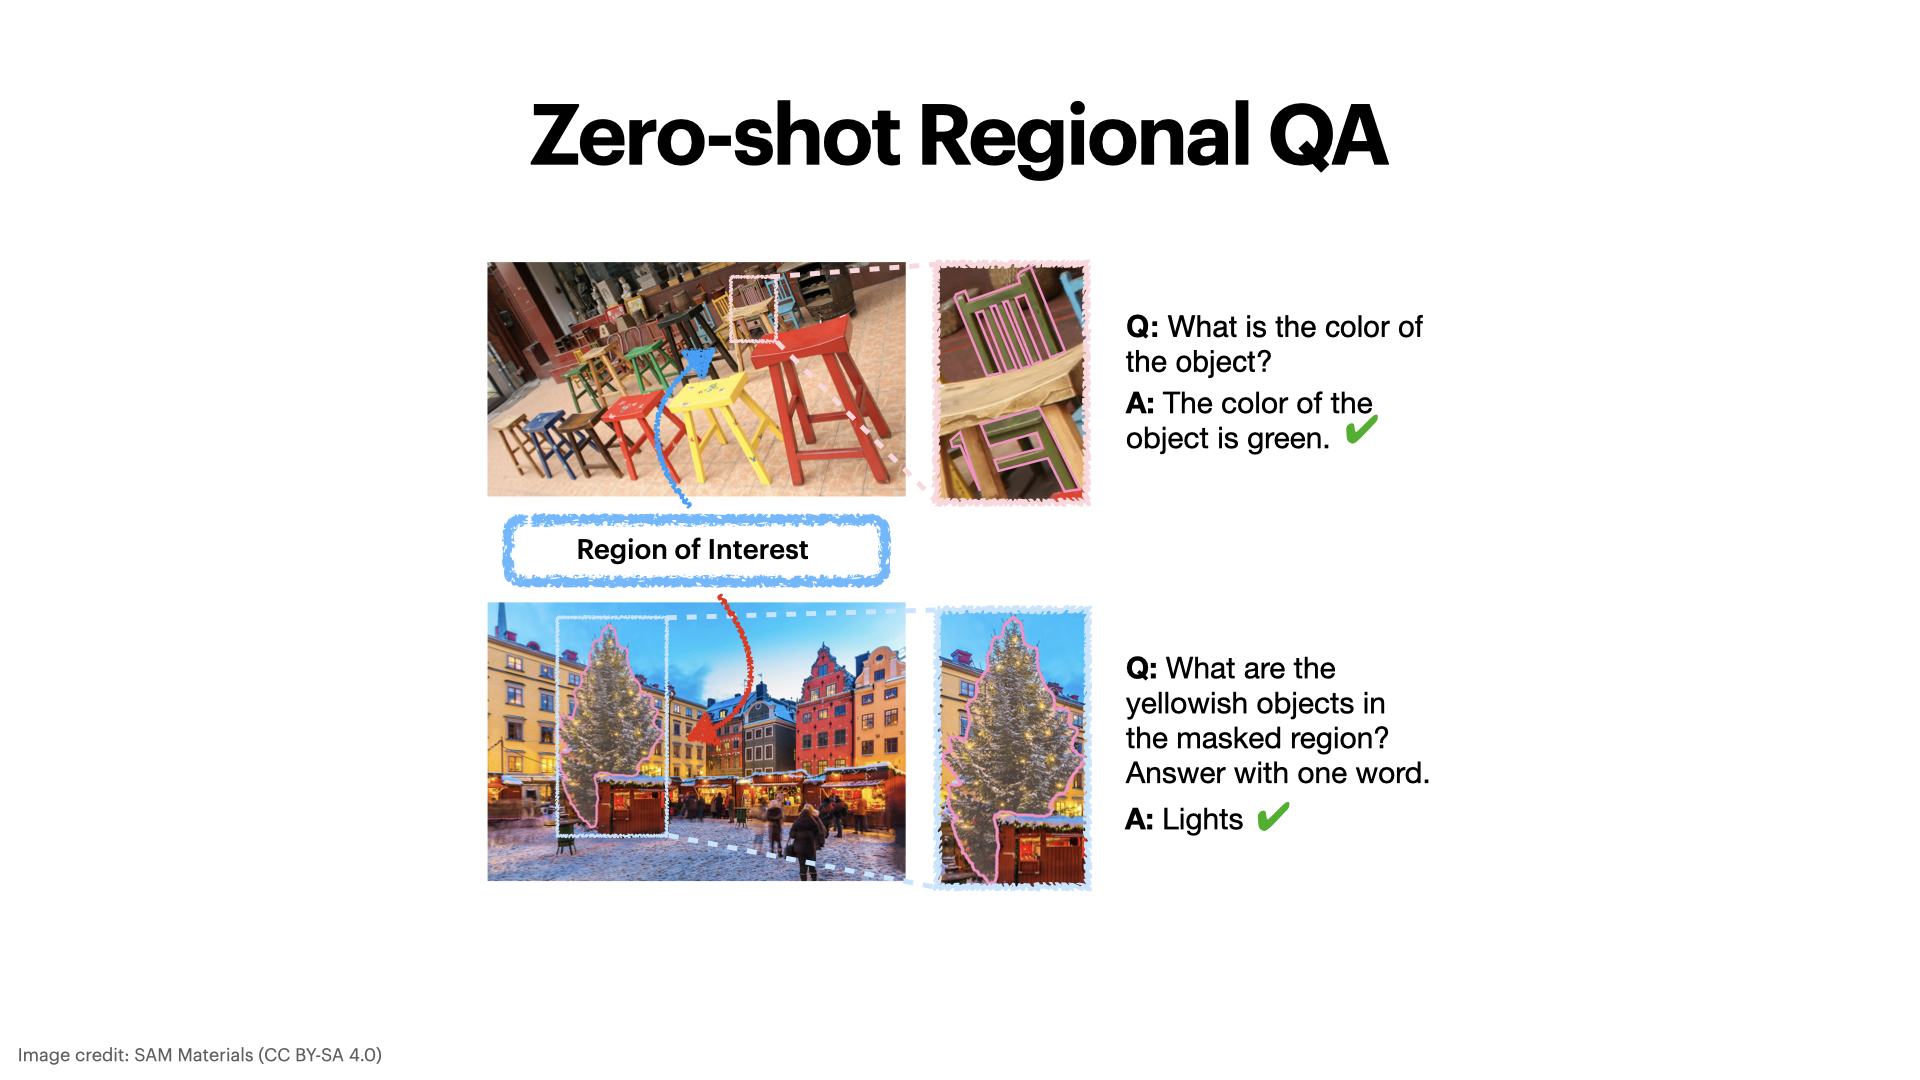 Zero-shot Regional QA
Q: What is the color of
the object?
A: The color of the
object is green.
Region of Interest
Q: What are the
yellowish objects in
the masked region?
Answer with one word.
A: Lights
Image credit: SAM Materials (CC BY-SA 4.0)